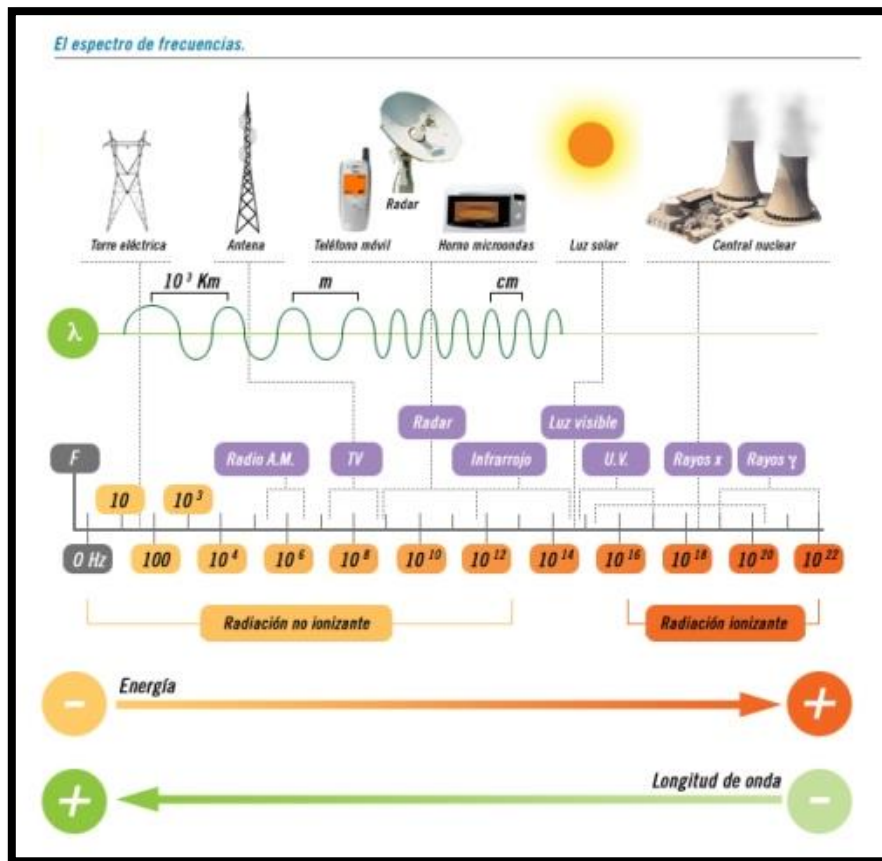 El espectro de frecuencias.
Radar
Torre eléctrica Antena Teléfono móvil Horno microondas Luz solar Central nuclear
10³ Km m cm
λ
Radar Luz visible
F Radio A.M. TV Infrarrojo U.V. Rayos x Rayos γ
10 10³
0 Hz 100 10⁴ 10⁶ 10⁸ 10¹⁰ 10¹² 10¹⁴ 10¹⁶ 10¹⁸ 10²⁰ 10²²
Radiación no ionizante Radiación ionizante
Energía
- +
Longitud de onda
+ -